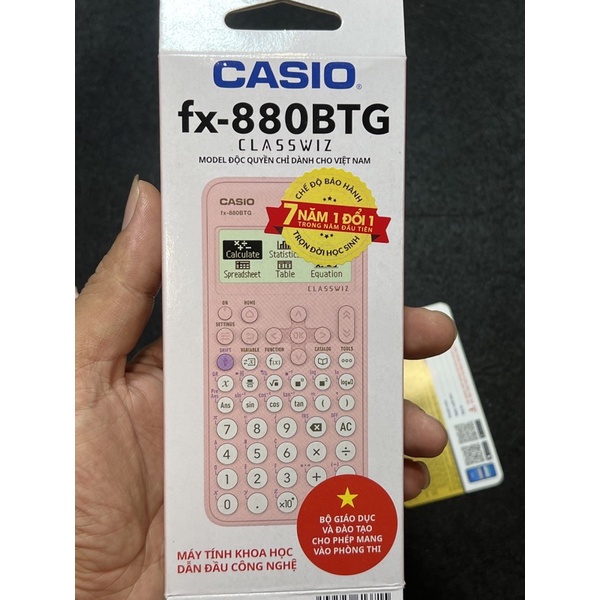 CASIO®
fx-880BTG
CLASSWIZ
MODEL ĐỘC QUYỀN CHỈ DÀNH CHO VIỆT NAM
CHẾ ĐỘ BẢO HÀNH
7 NĂM 1 ĐỔI 1
TRONG NĂM ĐẦU TIÊN
TRỌN ĐỜI HỌC SINH
CASIO
fx-880BTG
Calculate Statistics
Spreadsheet Table Equation
CLASSWIZ
ON HOME
SETTINGS
OK
SHIFT VARIABLE FUNCTION CATALOG TOOLS
f(x)
x
Ans sin cos tan ( )
7 8 9 AC
4 5 6 × ÷
1 2 3 + −
0 . ×10
BỘ GIÁO DỤC
VÀ ĐÀO TẠO
CHO PHÉP MANG
VÀO PHÒNG THI
MÁY TÍNH KHOA HỌC
DẪN ĐẦU CÔNG NGHỆ